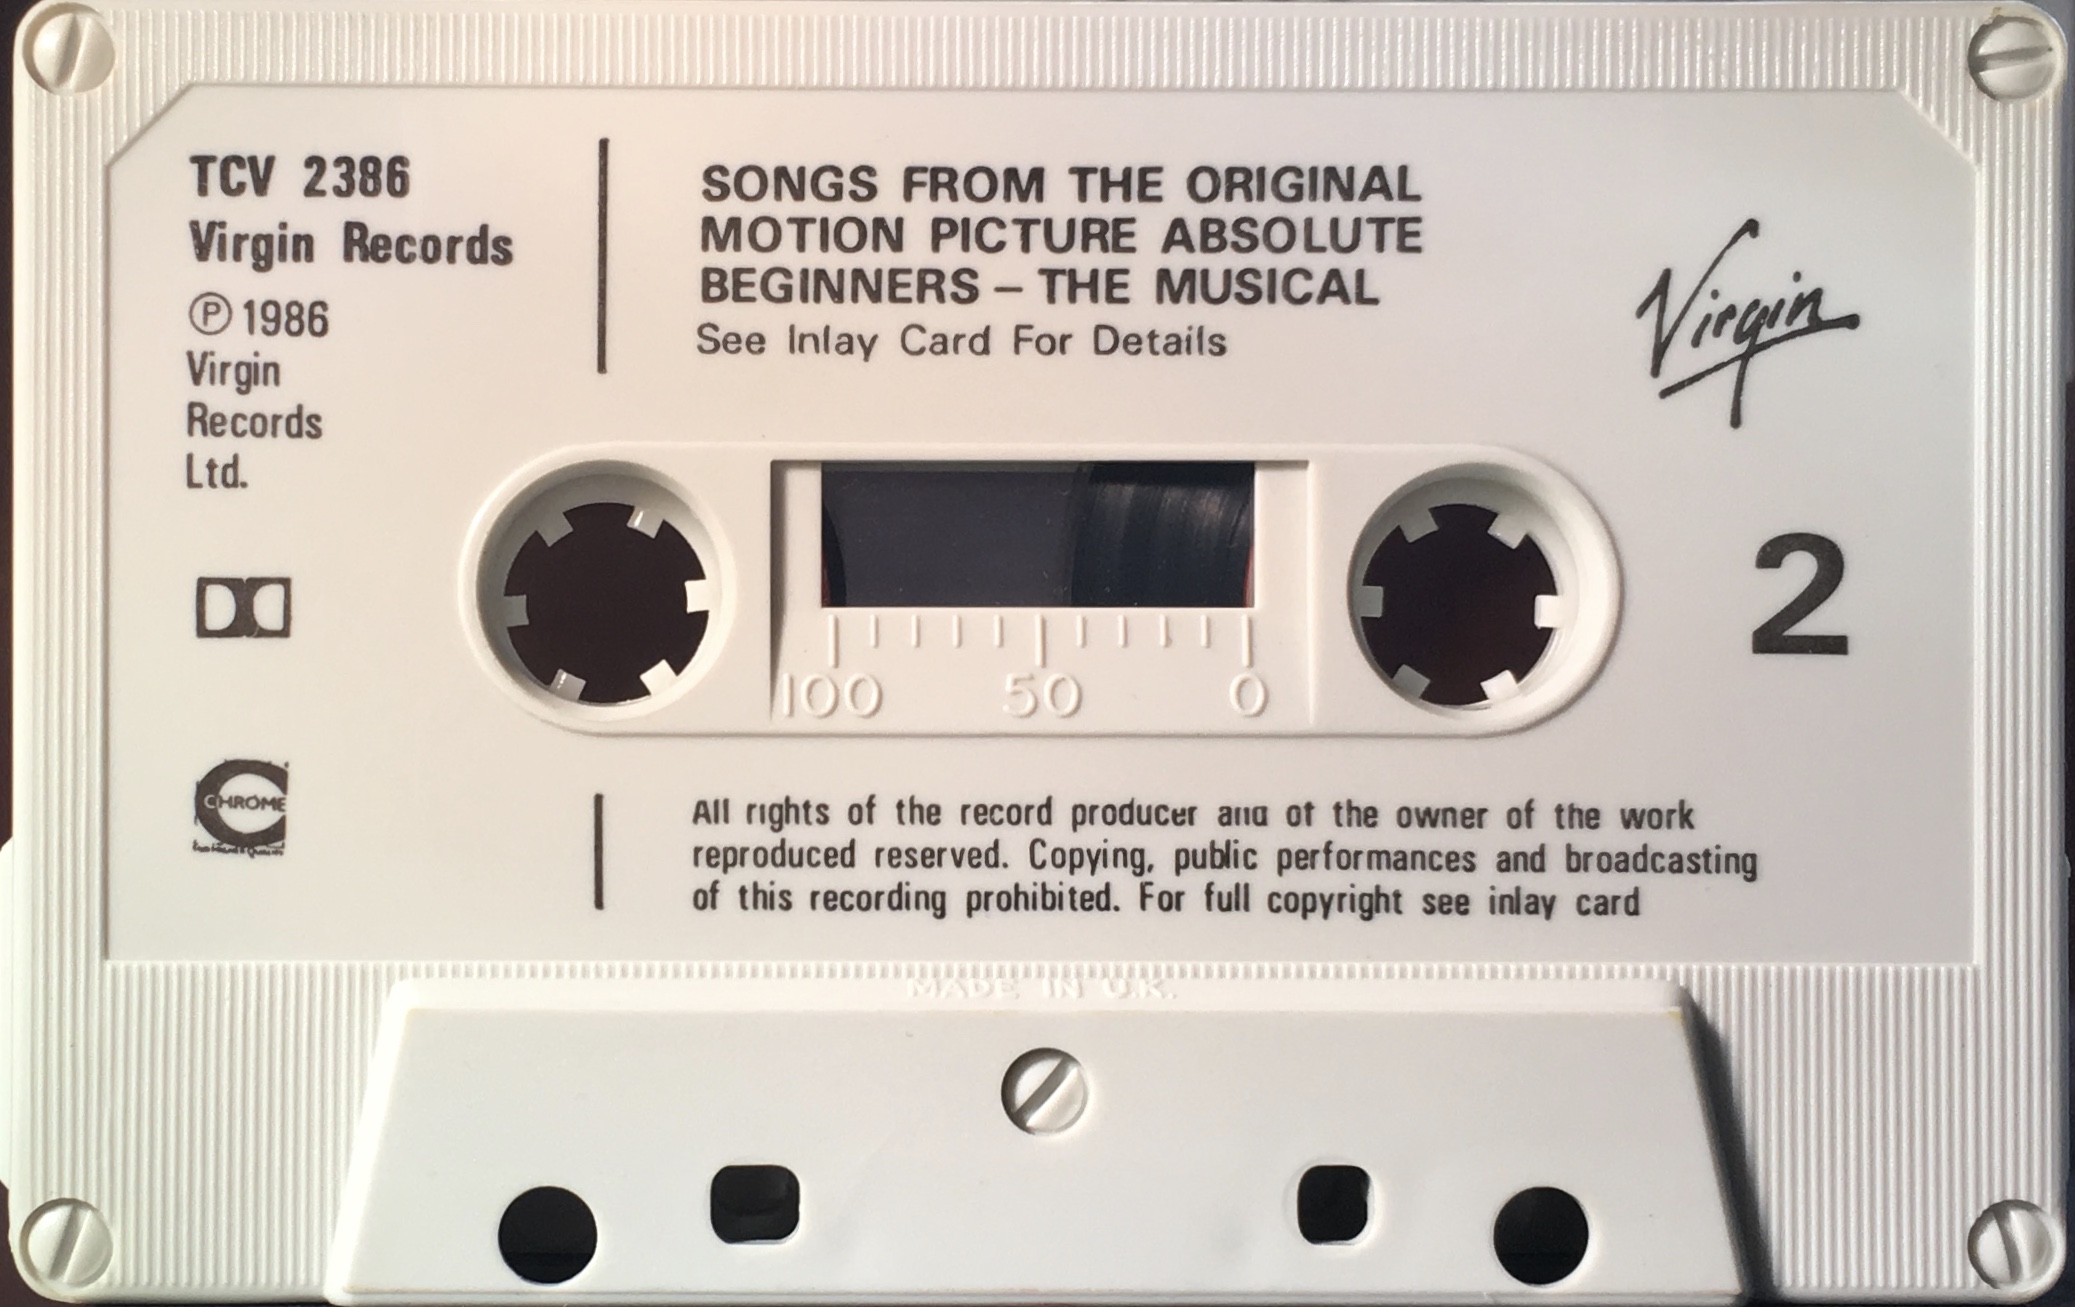 TCV 2386
Virgin Records
Ⓟ 1986
Virgin
Records
Ltd.
SONGS FROM THE ORIGINAL
MOTION PICTURE ABSOLUTE
BEGINNERS – THE MUSICAL
See Inlay Card For Details
Virgin
2
100 50 0
CHROME
All rights of the record producer and of the owner of the work
reproduced reserved. Copying, public performances and broadcasting
of this recording prohibited. For full copyright see inlay card
MADE IN U.K.